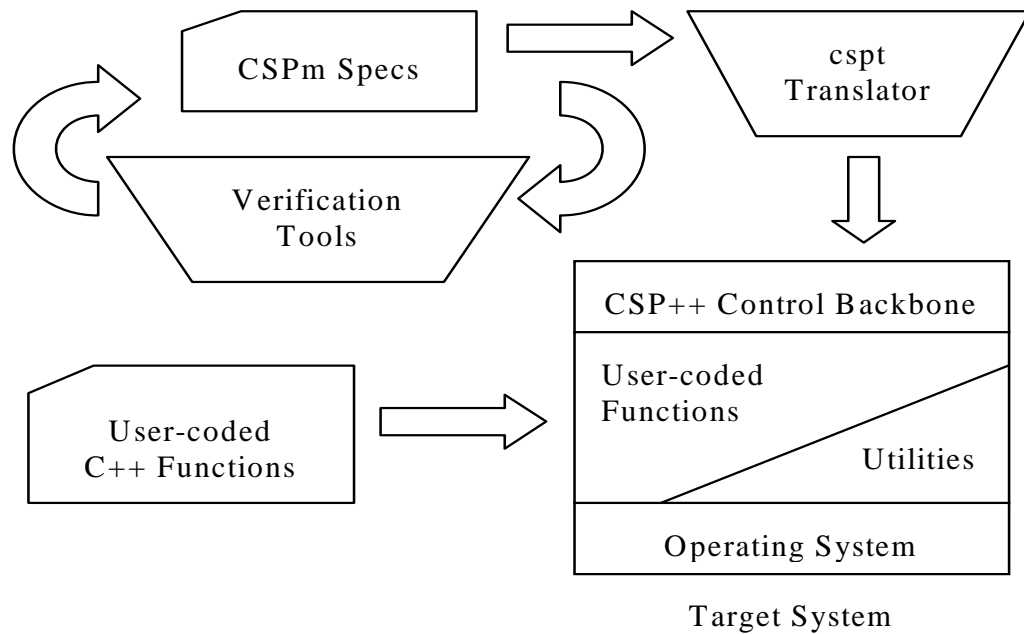 CSPm Specs
cspt
Translator
Verification
Tools
CSP++ Control Backbone
User-coded
Functions
User-coded
C++ Functions
Utilities
Operating System
Target System